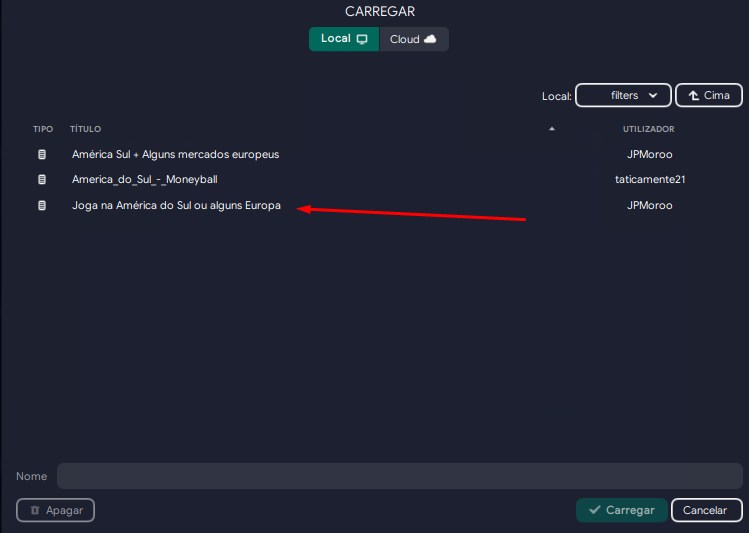 CARREGAR
Local Cloud
Local: filters Cima
TIPO TÍTULO UTILIZADOR
América Sul + Alguns mercados europeus JPMoroo
America_do_Sul_-_Moneyball taticamente21
Joga na América do Sul ou alguns Europa JPMoroo
Nome
Apagar Carregar Cancelar